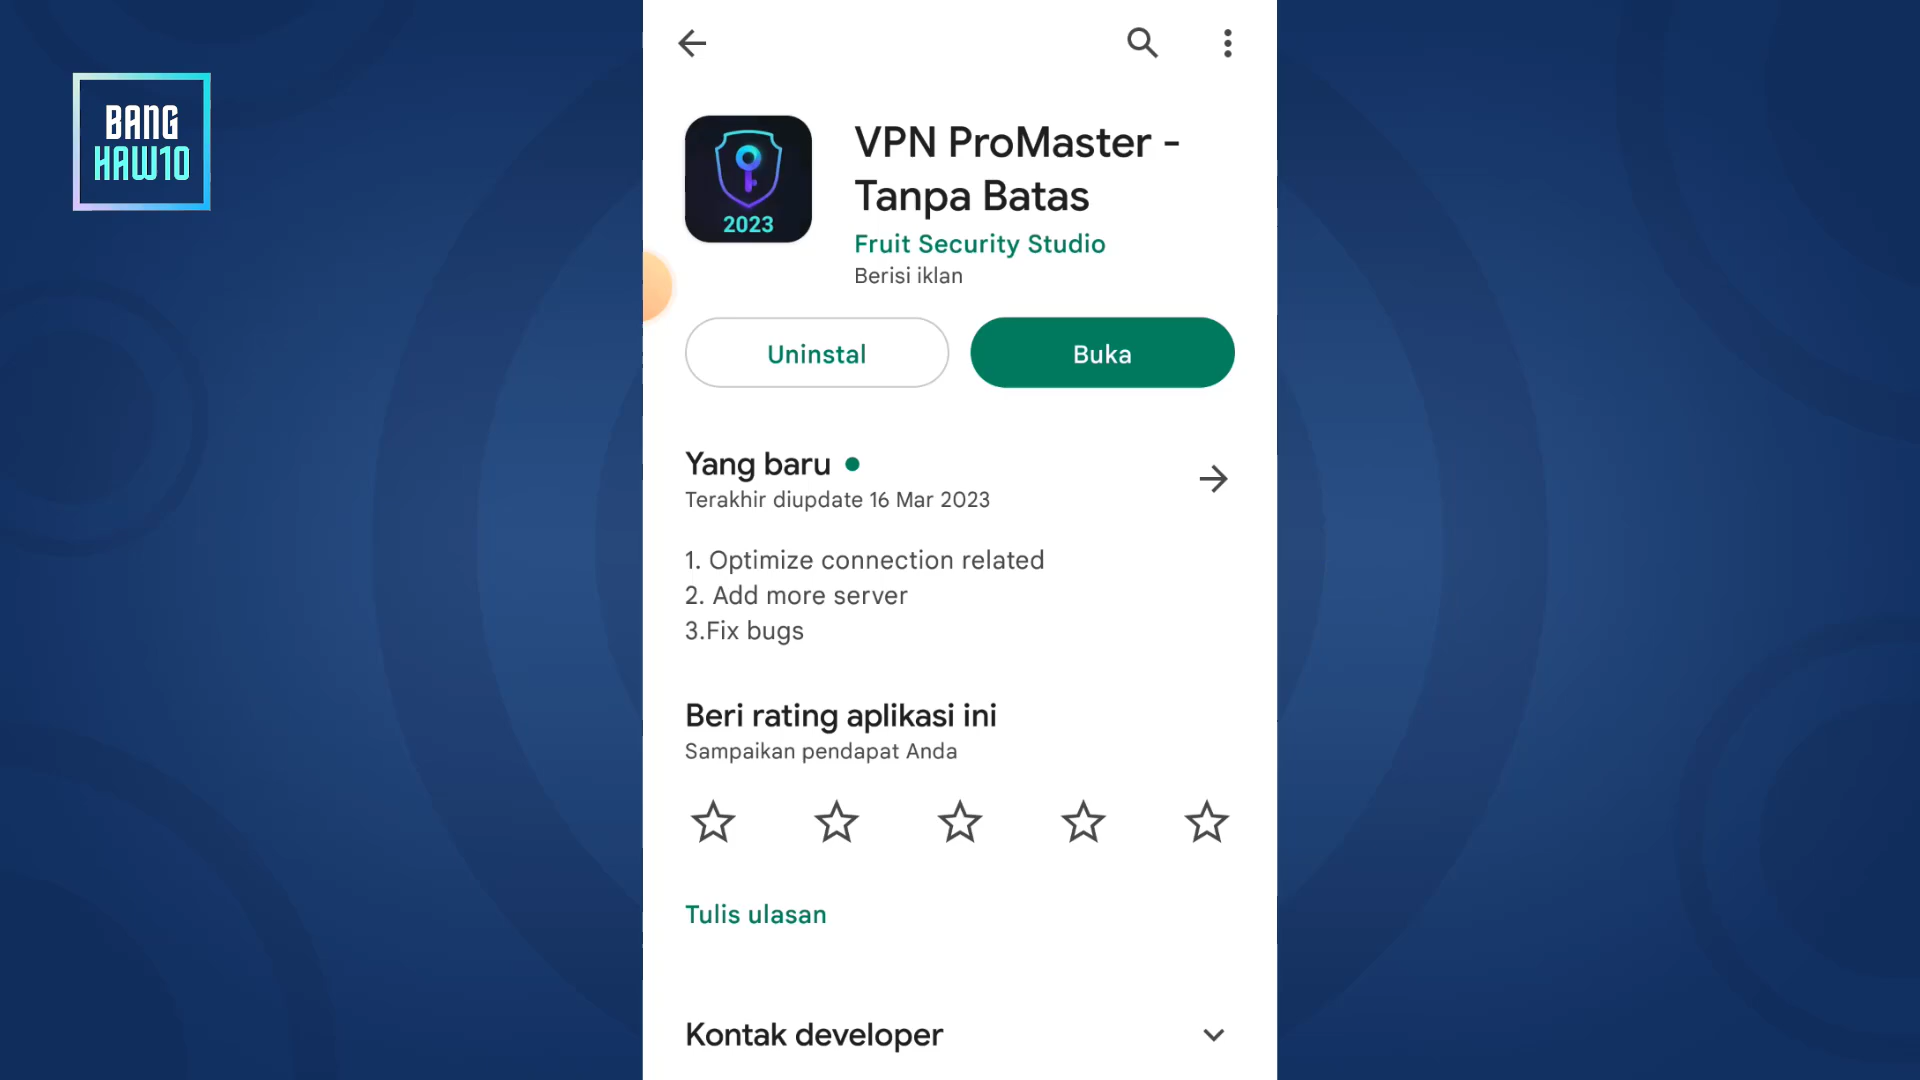 BANG
HAW10
VPN ProMaster -
Tanpa Batas
2023
Fruit Security Studio
Berisi iklan
Uninstal
Buka
Yang baru
Terakhir diupdate 16 Mar 2023
1. Optimize connection related
2. Add more server
3.Fix bugs
Beri rating aplikasi ini
Sampaikan pendapat Anda
Tulis ulasan
Kontak developer